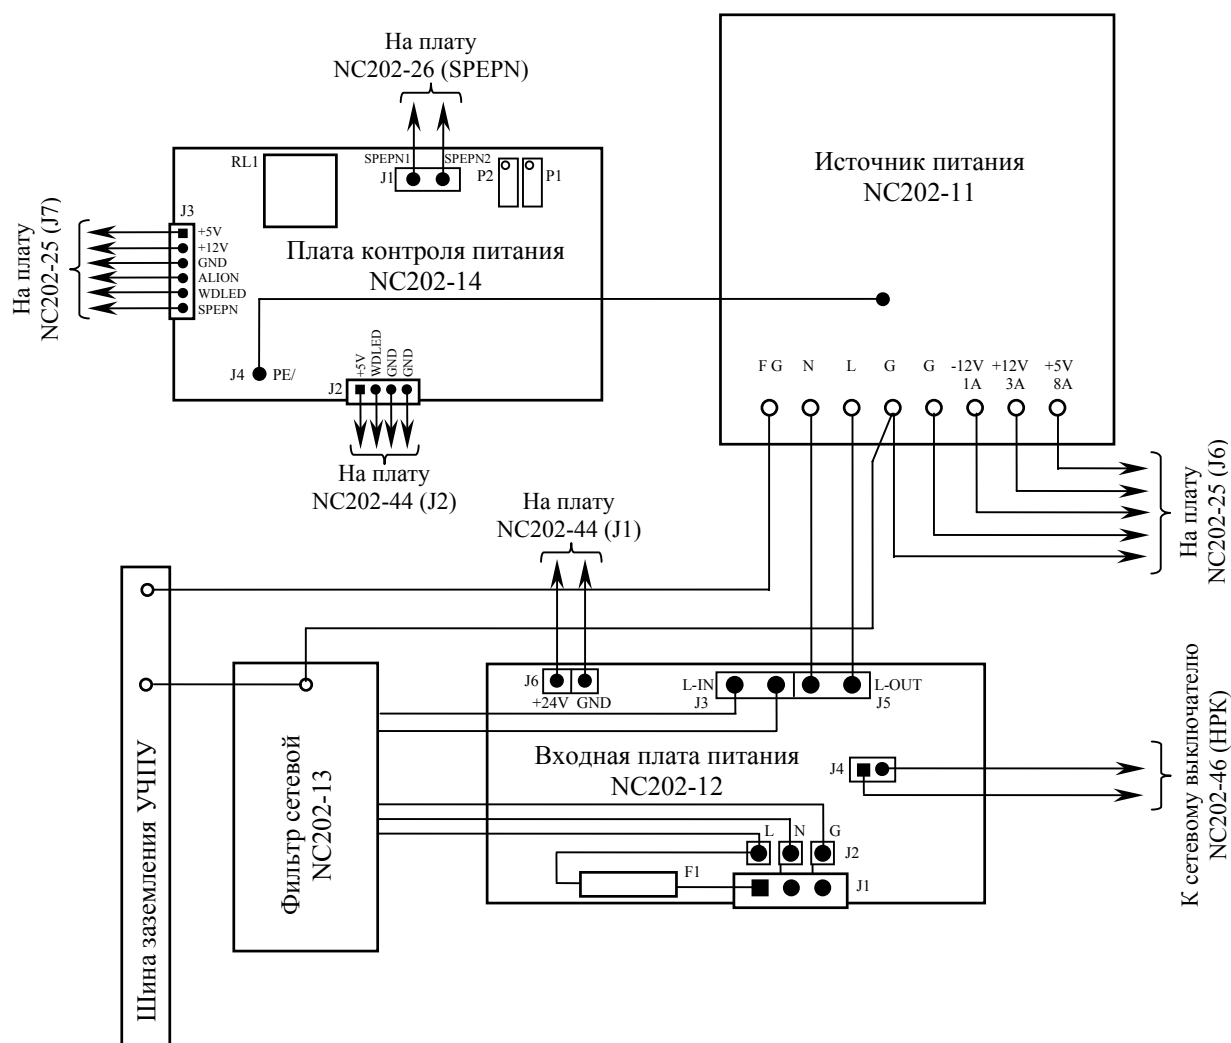 На плату
NC202-26 (SPEPN)
RL1
SPEPN1
SPEPN2
J1
P2
P1
Источник питания
NC202-11
J3
+5V
+12V
GND
ALION
WDLED
SPEPN
На плату
NC202-25 (J7)
Плата контроля питания
NC202-14
J4
PE/
+5V
WDLED
GND
GND
J2
На плату
NC202-44 (J2)
F G
N
L
G
G
-12V
1A
+12V
3A
+5V
8A
На плату
NC202-25 (J6)
На плату
NC202-44 (J1)
J6
+24V
GND
L-IN
J3
L-OUT
J5
Входная плата питания
NC202-12
J4
К сетевому выключателю
NC202-46 (НРК)
Шина заземления УЧПУ
Фильтр сетевой
NC202-13
L
N
G
J2
F1
J1